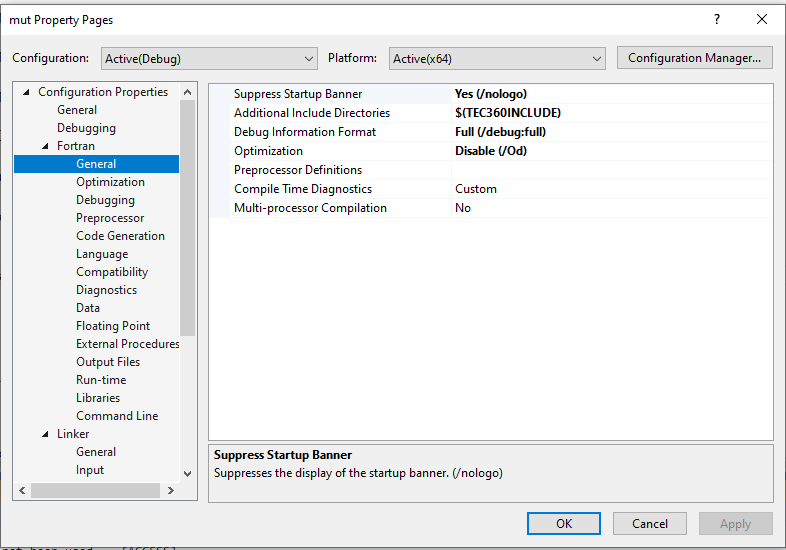 mut Property Pages
Configuration: Active(Debug) Platform: Active(x64) Configuration Manager...
Configuration Properties
General
Debugging
Fortran
General
Optimization
Debugging
Preprocessor
Code Generation
Language
Compatibility
Diagnostics
Data
Floating Point
External Procedures
Output Files
Run-time
Libraries
Command Line
Linker
General
Input
Suppress Startup Banner Yes (/nologo)
Additional Include Directories $(TEC360INCLUDE)
Debug Information Format Full (/debug:full)
Optimization Disable (/Od)
Preprocessor Definitions
Compile Time Diagnostics Custom
Multi-processor Compilation No
Suppress Startup Banner
Suppresses the display of the startup banner. (/nologo)
OK Cancel Apply